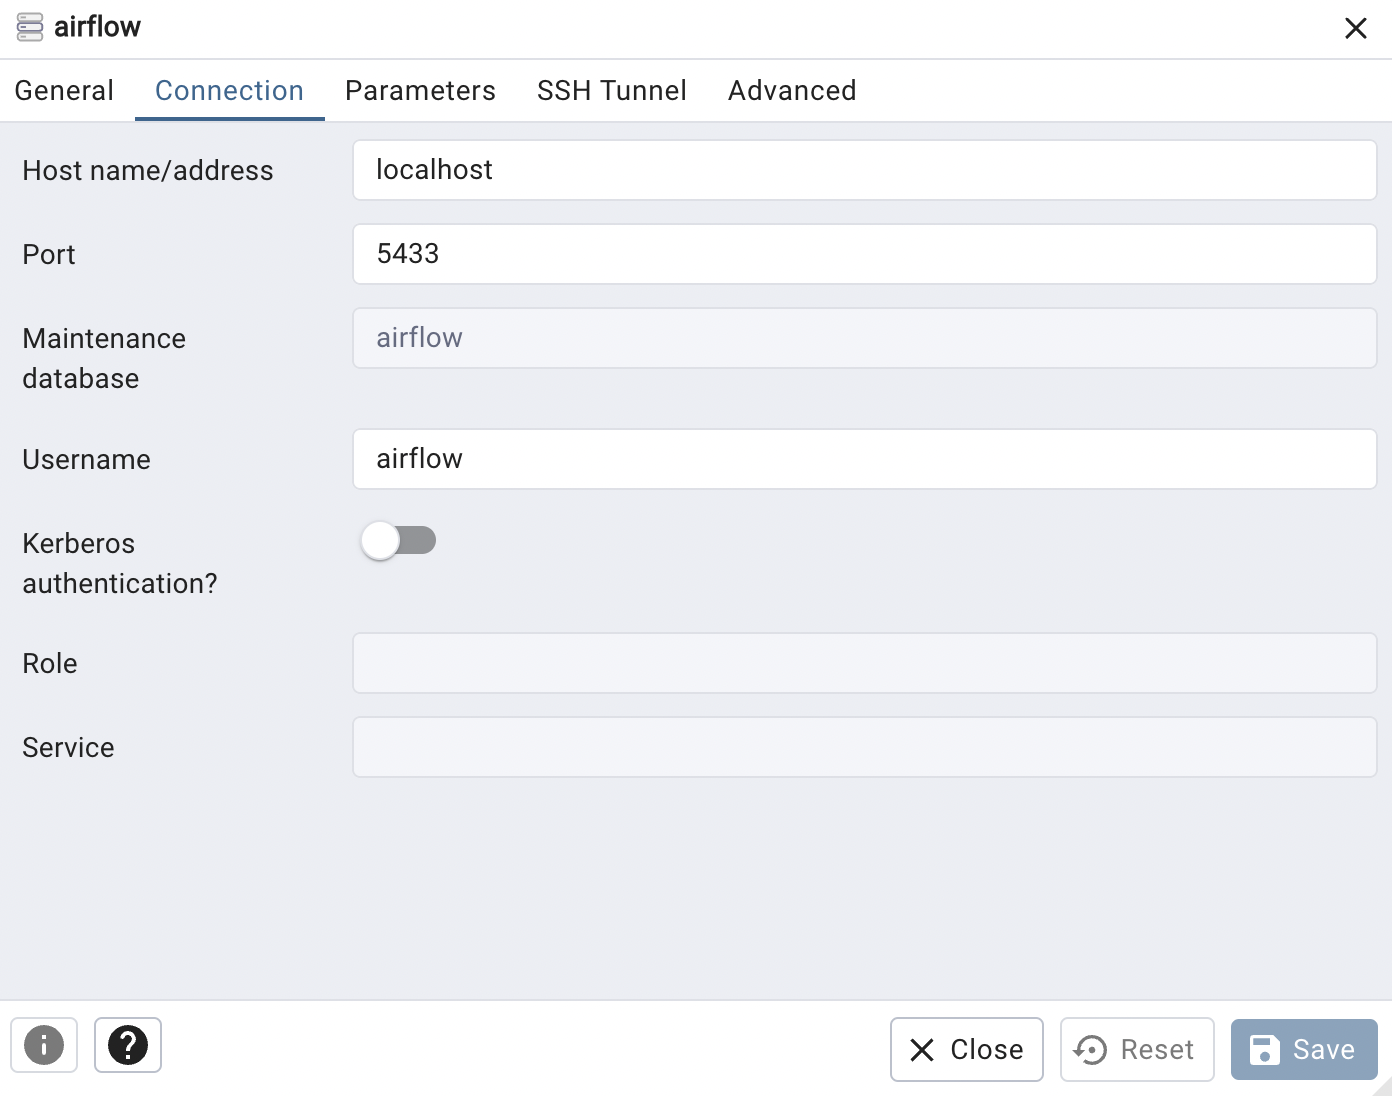 airflow
General Connection Parameters SSH Tunnel Advanced
Host name/address localhost
Port 5433
Maintenance database airflow
Username airflow
Kerberos authentication?
Role
Service
Close Reset Save